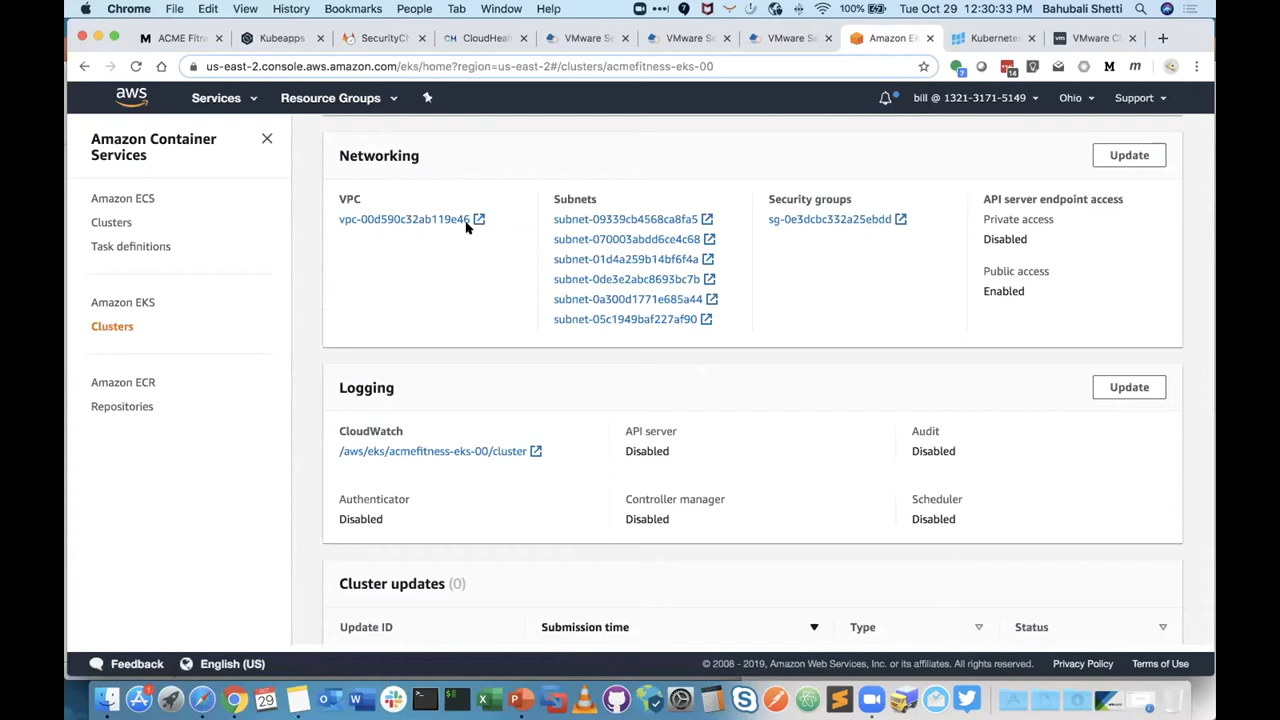 Chrome File Edit View History Bookmarks People Tab Window Help 100% Tue Oct 29 12:30:33 PM Bahubali Shetti
ACME Fitn Kubeapps SecurityCh CloudHeal VMware Se VMware Se VMware Se Amazon EK Kubernete VMware Cl
us-east-2.console.aws.amazon.com/eks/home?region=us-east-2#/clusters/acmefitness-eks-00
aws Services Resource Groups bill @ 1321-3171-5149 Ohio Support
Amazon Container
Services
Amazon ECS
Clusters
Task definitions
Amazon EKS
Clusters
Amazon ECR
Repositories
Networking Update
VPC Subnets Security groups API server endpoint access
vpc-00d590c32ab119e46 subnet-09339cb4568ca8fa5 sg-0e3dcbc332a25ebdd Private access
subnet-070003abdd6ce4c68 Disabled
subnet-01d4a259b14bf6f4a
Public access
subnet-0de3e2abc8693bc7b
Enabled
subnet-0a300d1771e685a44
subnet-05c1949baf227af90
Logging Update
CloudWatch API server Audit
/aws/eks/acmefitness-eks-00/cluster Disabled Disabled
Authenticator Controller manager Scheduler
Disabled Disabled Disabled
Cluster updates (0)
Update ID Submission time Type Status
Feedback English (US) © 2008 - 2019, Amazon Web Services, Inc. or its affiliates. All rights reserved. Privacy Policy Terms of Use